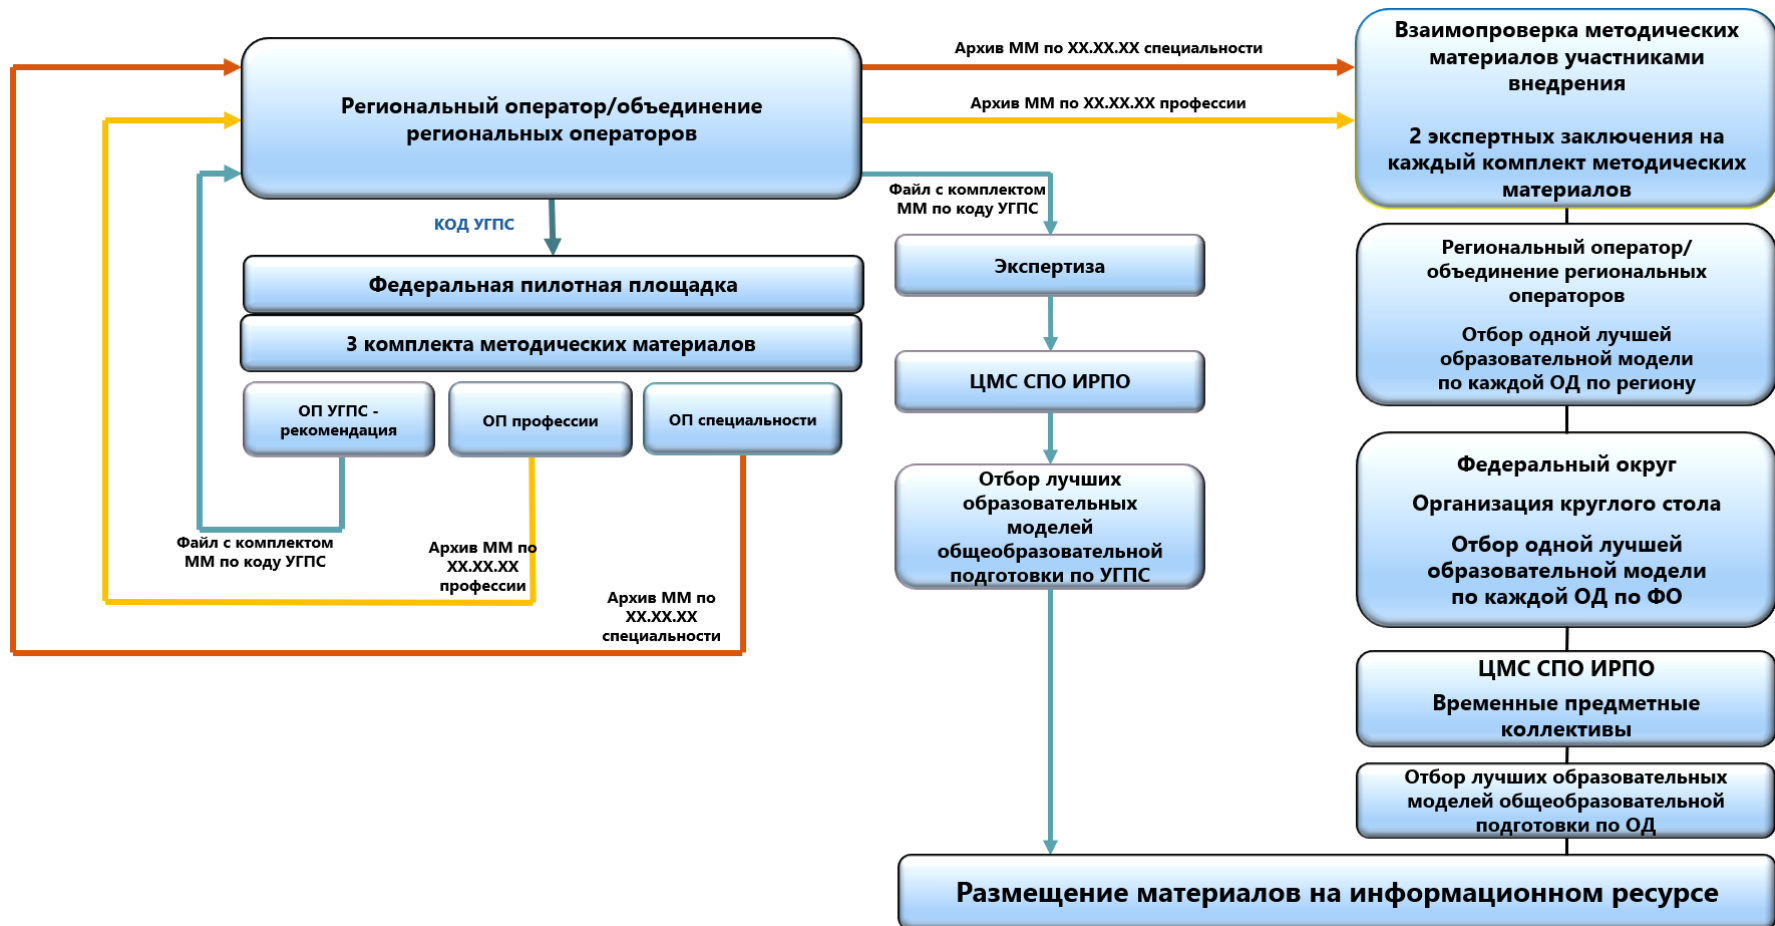 Региональный оператор/объединение
региональных операторов
КОД УГПС
Федеральная пилотная площадка
3 комплекта методических материалов
ОП УГПС -
рекомендация
ОП профессии
ОП специальности
Файл с комплектом
ММ по коду УГПС
Архив ММ по
XX.XX.XX
профессии
Архив ММ по
XX.XX.XX
специальности
Архив ММ по XX.XX.XX специальности
Архив ММ по XX.XX.XX профессии
Файл с комплектом
ММ по коду УГПС
Экспертиза
ЦМС СПО ИРПО
Отбор лучших
образовательных
моделей
общеобразовательной
подготовки по УГПС
Взаимопроверка методических
материалов участниками
внедрения
2 экспертных заключения на
каждый комплект методических
материалов
Региональный оператор/
объединение региональных
операторов
Отбор одной лучшей
образовательной модели
по каждой ОД по региону
Федеральный округ
Организация круглого стола
Отбор одной лучшей
образовательной модели
по каждой ОД по ФО
ЦМС СПО ИРПО
Временные предметные
коллективы
Отбор лучших образовательных
моделей общеобразовательной
подготовки по ОД
Размещение материалов на информационном ресурсе